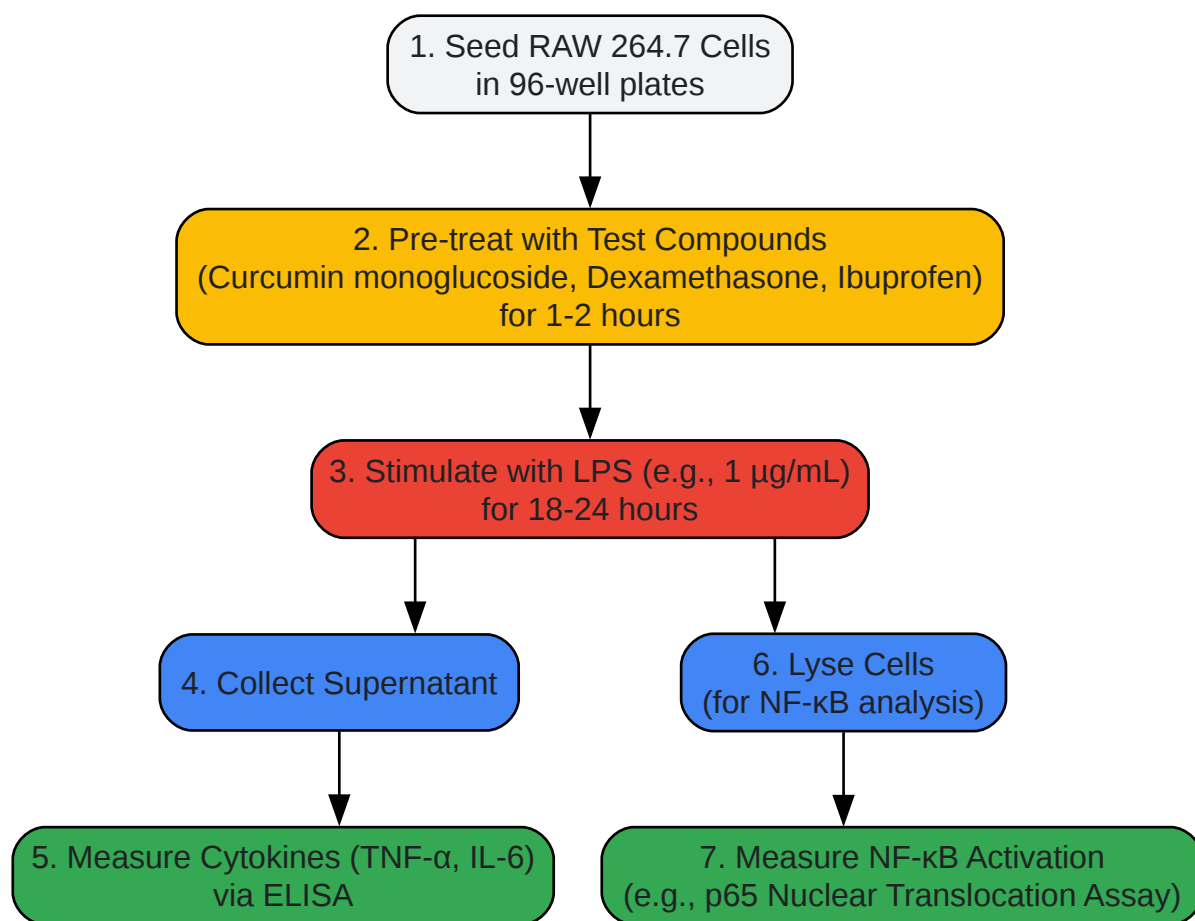 1. Seed RAW 264.7 Cells
in 96-well plates
2. Pre-treat with Test Compounds
(Curcumin monoglucoside, Dexamethasone, Ibuprofen)
for 1-2 hours
3. Stimulate with LPS (e.g., 1 µg/mL)
for 18-24 hours
4. Collect Supernatant
5. Measure Cytokines (TNF-α, IL-6)
via ELISA
6. Lyse Cells
(for NF-κB analysis)
7. Measure NF-κB Activation
(e.g., p65 Nuclear Translocation Assay)